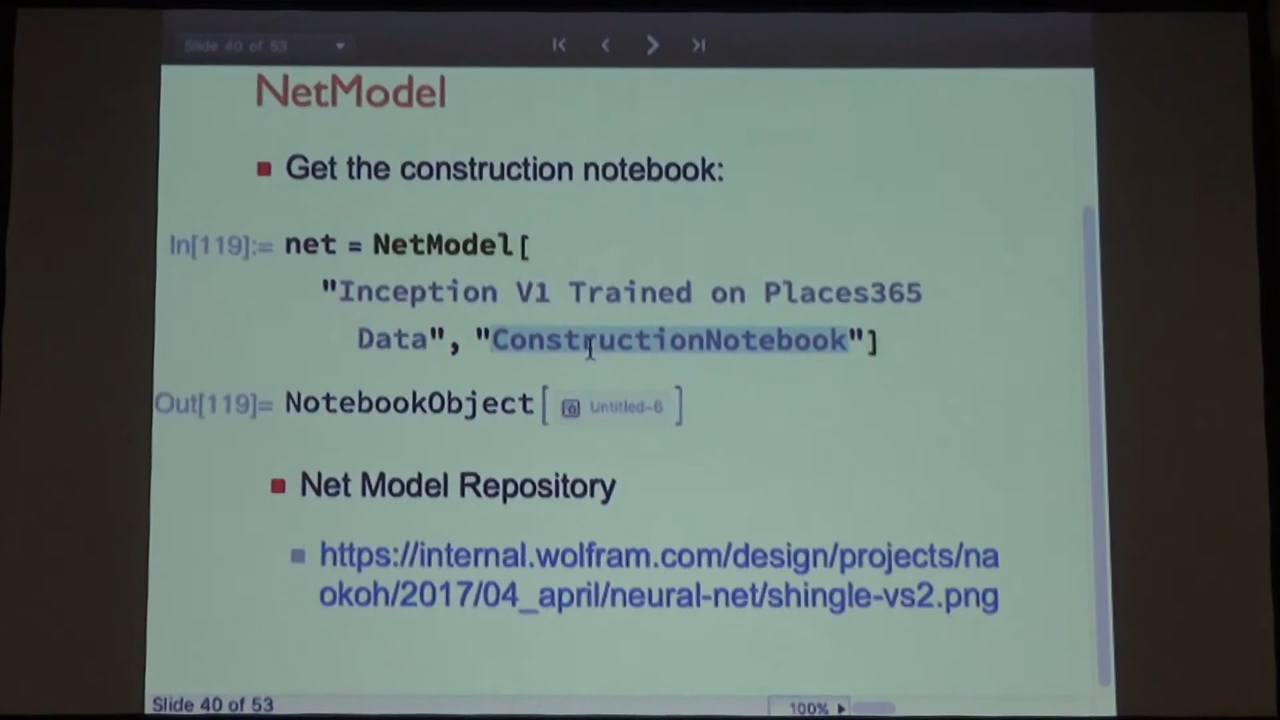 Slide 40 of 53
NetModel
Get the construction notebook:
In[119]:= net = NetModel[
"Inception V1 Trained on Places365
Data", "ConstructionNotebook"]
Out[119]= NotebookObject[ Untitled-6 ]
Net Model Repository
https://internal.wolfram.com/design/projects/na
okoh/2017/04_april/neural-net/shingle-vs2.png
Slide 40 of 53
100%